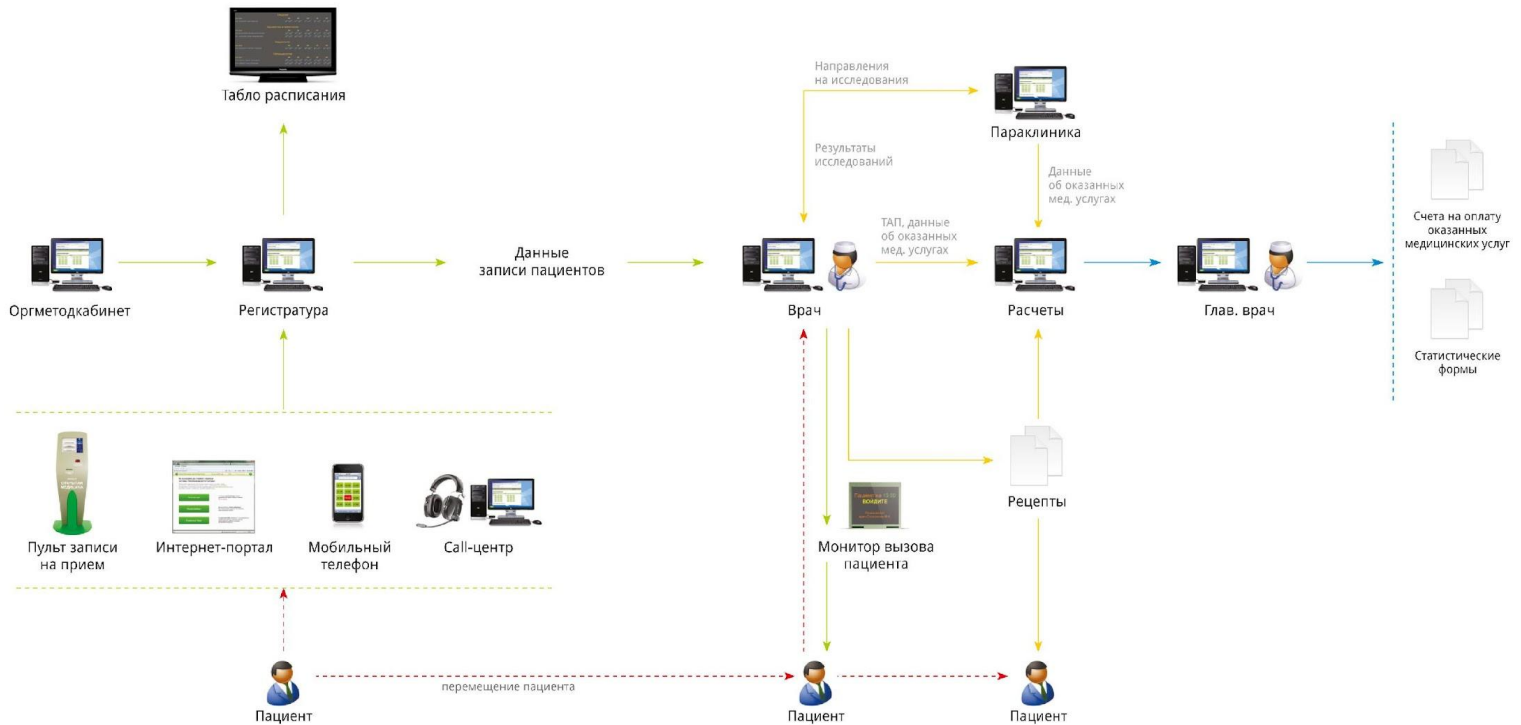 Табло расписания
Направления
на исследования
Параклиника
Результаты
исследований
Данные
об оказанных
мед. услугах
ТАП, данные
об оказанных
мед. услугах
Счета на оплату
оказанных
медицинских услуг
Данные
записи пациентов
Оргметодкабинет
Регистратура
Врач
Расчеты
Глав. врач
Статистические
формы
Пульт записи
на прием
Интернет-портал
Мобильный
телефон
Call-центр
ВОЙДИТЕ
Рецепты
Монитор вызова
пациента
перемещение пациента
Пациент
Пациент
Пациент